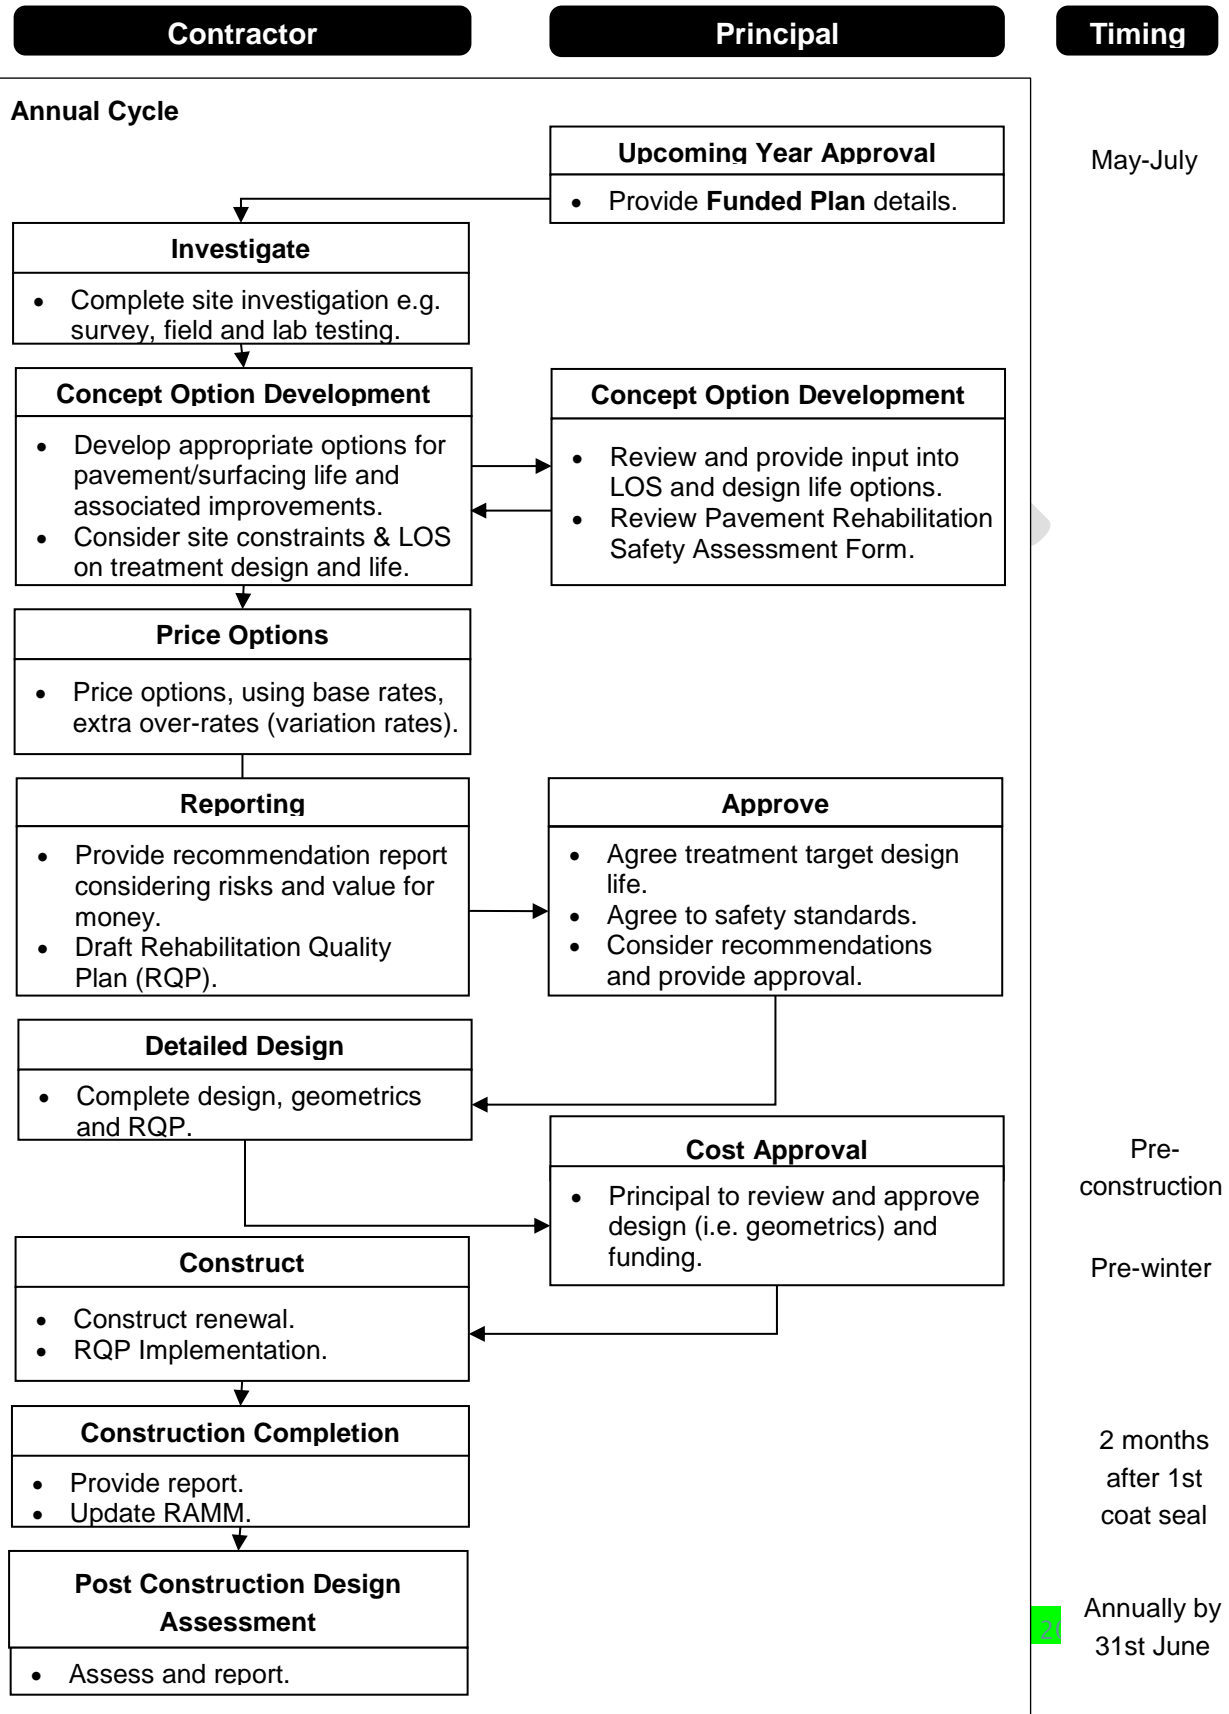 Contractor
Principal
Timing
Annual Cycle
Upcoming Year Approval
• Provide Funded Plan details.
May-July
Investigate
• Complete site investigation e.g.
survey, field and lab testing.
Concept Option Development
• Develop appropriate options for
pavement/surfacing life and
associated improvements.
• Consider site constraints & LOS
on treatment design and life.
Concept Option Development
• Review and provide input into
LOS and design life options.
• Review Pavement Rehabilitation
Safety Assessment Form.
Price Options
• Price options, using base rates,
extra over-rates (variation rates).
Reporting
• Provide recommendation report
considering risks and value for
money.
• Draft Rehabilitation Quality
Plan (RQP).
Approve
• Agree treatment target design
life.
• Agree to safety standards.
• Consider recommendations
and provide approval.
Detailed Design
• Complete design, geometrics
and RQP.
Cost Approval
• Principal to review and approve
design (i.e. geometrics) and
funding.
Pre-
construction
Construct
• Construct renewal.
• RQP Implementation.
Pre-winter
Construction Completion
• Provide report.
• Update RAMM.
2 months
after 1st
coat seal
Post Construction Design
Assessment
• Assess and report.
Annually by
31st June